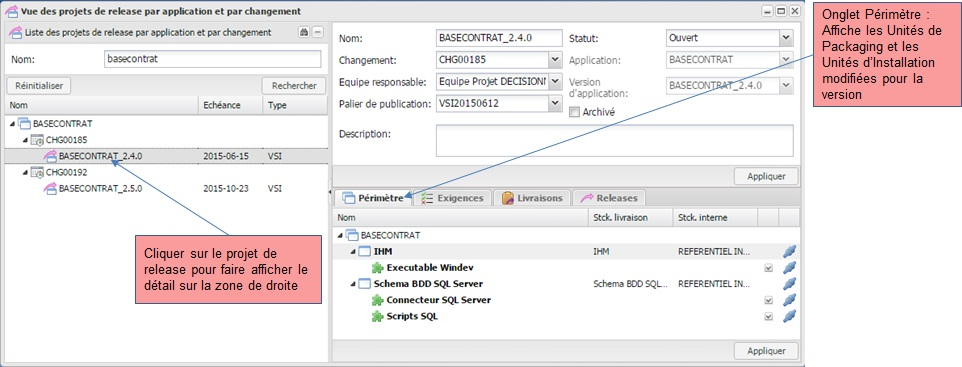 Vue des projets de release par application et par changement
Liste des projets de release par application et par changement
Nom:
basecontrat
Réinitialiser
Rechercher
Nom
Echéance
Type
BASECONTRAT
CHG00185
BASECONTRAT_2.4.0
2015-06-15
VSI
CHG00192
BASECONTRAT_2.5.0
2015-10-23
VSI
Cliquer sur le projet de
release pour faire afficher le
détail sur la zone de droite
Nom:
BASECONTRAT_2.4.0
Statut:
Ouvert
Changement:
CHG00185
Application:
BASECONTRAT
Equipe responsable:
Equipe Projet DECISIONN
Version
d'application:
BASECONTRAT_2.4.0
Palier de publication:
VSI20150612
Archivé
Description:
Appliquer
Périmètre
Exigences
Livraisons
Releases
Nom
Stck. livraison
Stck. interne
BASECONTRAT
IHM
IHM
REFERENTIEL IN...
Executable Windev
Schema BDD SQL Server
Schema BDD SQL...
REFERENTIEL IN...
Connecteur SQL Server
Scripts SQL
Appliquer
Onglet Périmètre :
Affiche les Unités de
Packaging et les
Unités d'Installation
modifiées pour la
version